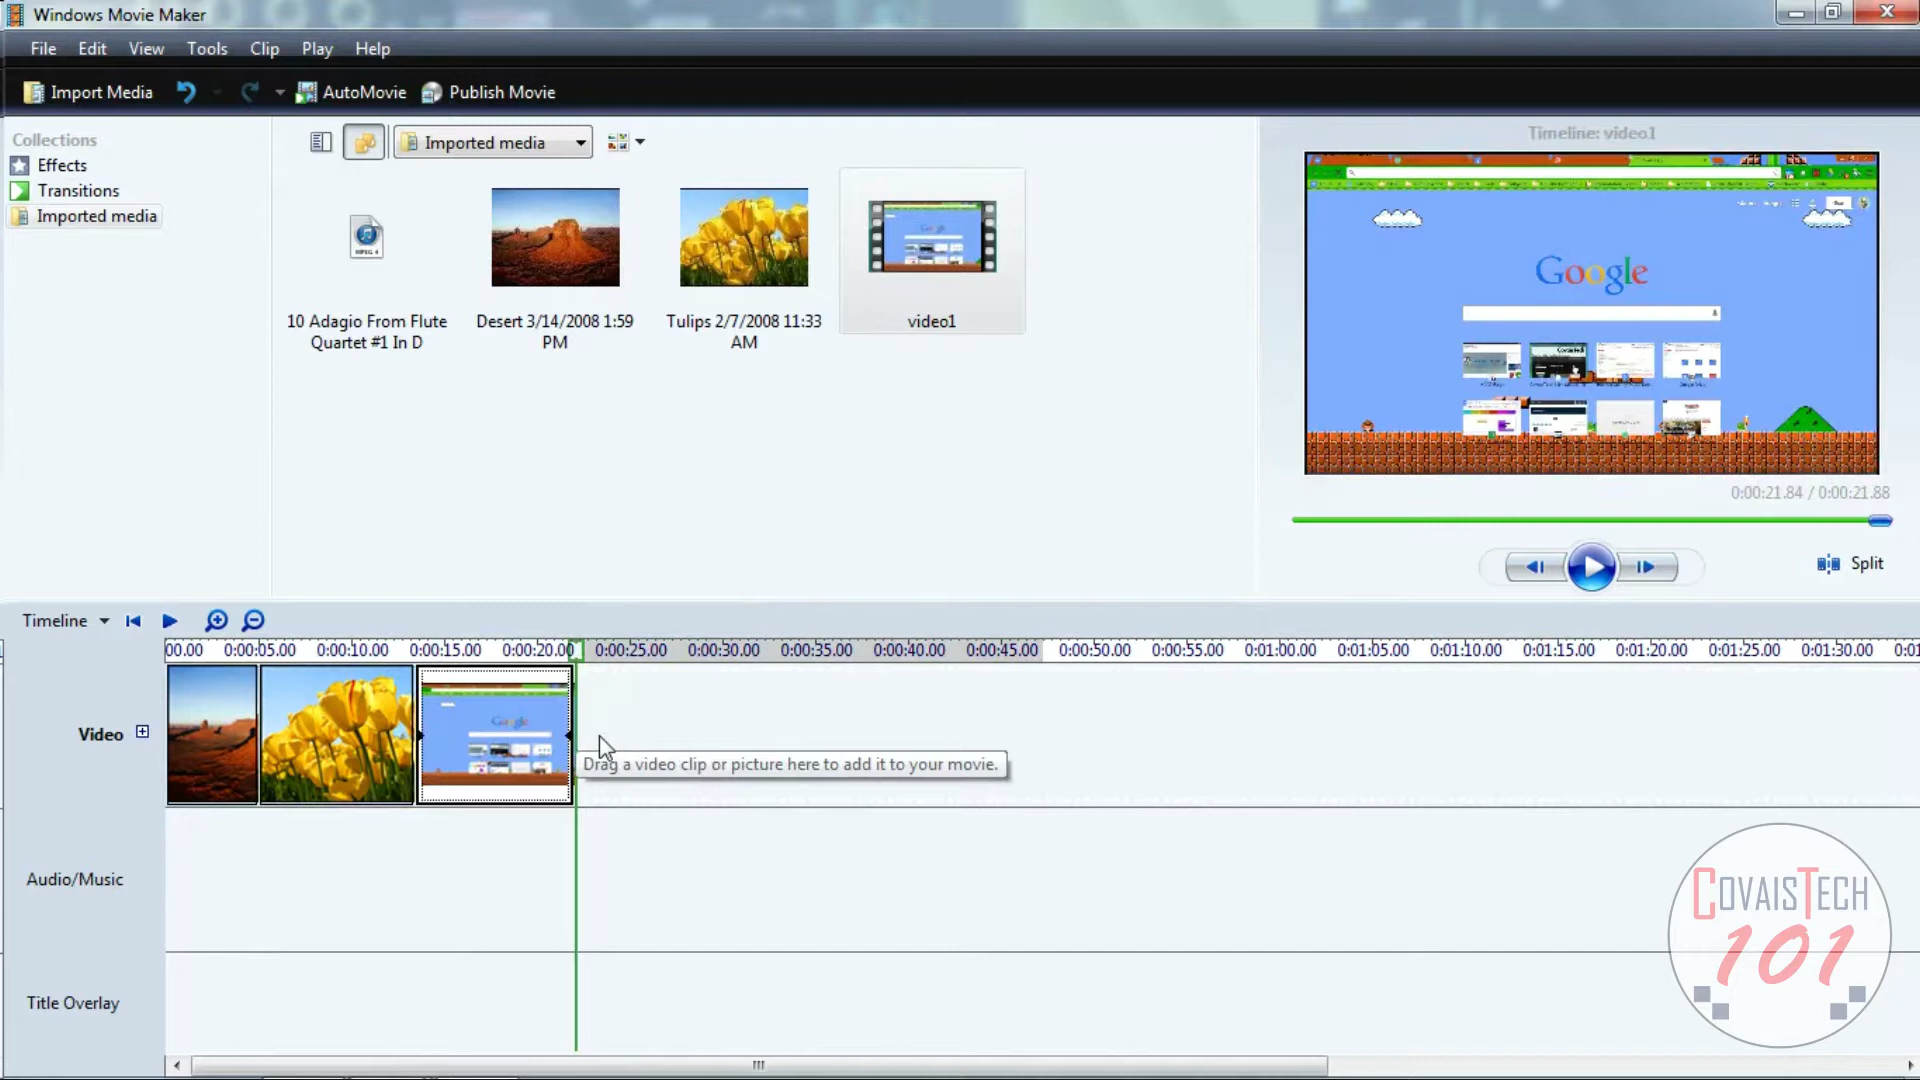 Windows Movie Maker
File Edit View Tools Clip Play Help
Import Media AutoMovie Publish Movie
Collections
Effects
Transitions
Imported media
Imported media
MPEG 4
10 Adagio From Flute
Quartet #1 In D
Desert 3/14/2008 1:59
PM
Tulips 2/7/2008 11:33
AM
video1
Timeline: video1
Google
0:00:21.84 / 0:00:21.88
Split
Timeline
00.00 0:00:05.00 0:00:10.00 0:00:15.00 0:00:20.00 0:00:25.00 0:00:30.00 0:00:35.00 0:00:40.00 0:00:45.00 0:00:50.00 0:00:55.00 0:01:00.00 0:01:05.00 0:01:10.00 0:01:15.00 0:01:20.00 0:01:25.00 0:01:30.00 0:01
Video
Google
Drag a video clip or picture here to add it to your movie.
Audio/Music
Title Overlay
COVAISTECH
101